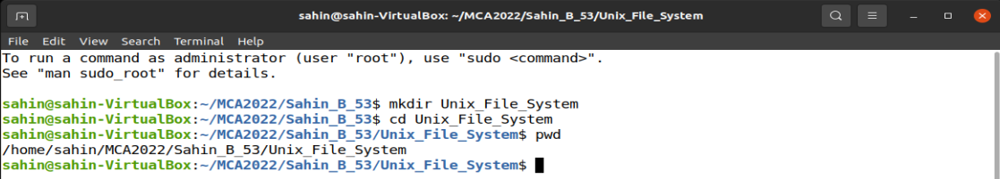 sahin@sahin-VirtualBox: ~/MCA2022/Sahin_B_53/Unix_File_System
File Edit View Search Terminal Help
To run a command as administrator (user "root"), use "sudo <command>".
See "man sudo_root" for details.
sahin@sahin-VirtualBox:~/MCA2022/Sahin_B_53$ mkdir Unix_File_System
sahin@sahin-VirtualBox:~/MCA2022/Sahin_B_53$ cd Unix_File_System
sahin@sahin-VirtualBox:~/MCA2022/Sahin_B_53/Unix_File_System$ pwd
/home/sahin/MCA2022/Sahin_B_53/Unix_File_System
sahin@sahin-VirtualBox:~/MCA2022/Sahin_B_53/Unix_File_System$